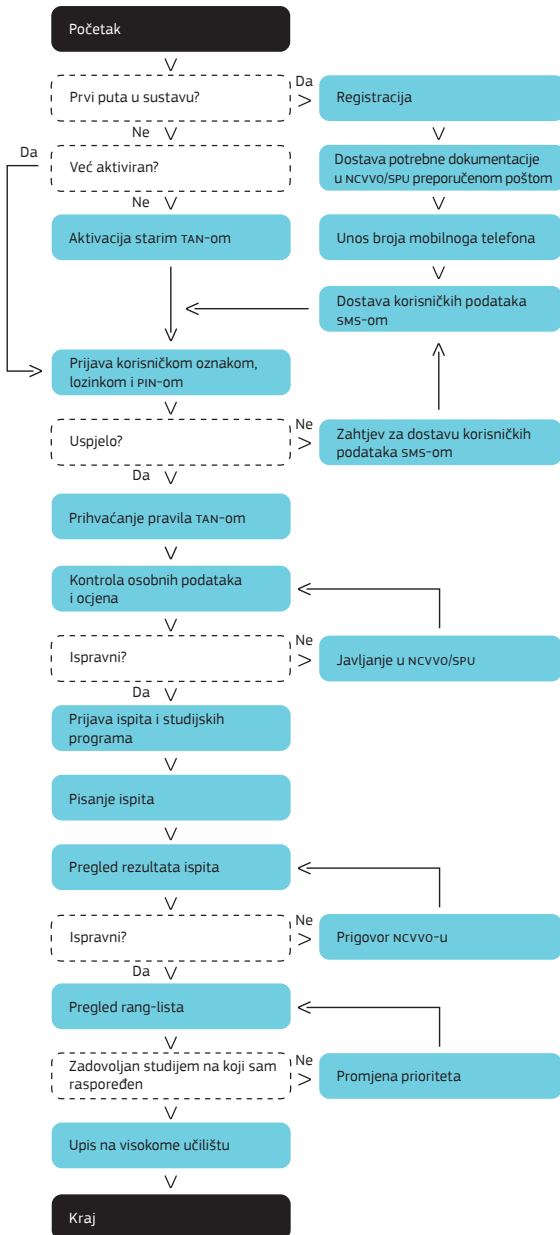 Početak
Prvi puta u sustavu?
Da
Registracija
Ne
Da
Već aktiviran?
Dostava potrebne dokumentacije
u NCVVO/SPU preporučenom poštom
Ne
Aktivacija starim TAN-om
Unos broja mobilnoga telefona
Dostava korisničkih podataka
SMS-om
Prijava korisničkom oznakom,
lozinkom i PIN-om
Uspjelo?
Ne
Zahtjev za dostavu korisničkih
podataka SMS-om
Da
Prihvaćanje pravila TAN-om
Kontrola osobnih podataka
i ocjena
Ispravni?
Ne
Javljanje u NCVVO/SPU
Da
Prijava ispita i studijskih
programa
Pisanje ispita
Pregled rezultata ispita
Ispravni?
Ne
Prigovor NCVVO-u
Da
Pregled rang-lista
Zadovoljan studijem na koji sam
raspoređen
Ne
Promjena prioriteta
Upis na visokome učilištu
Kraj